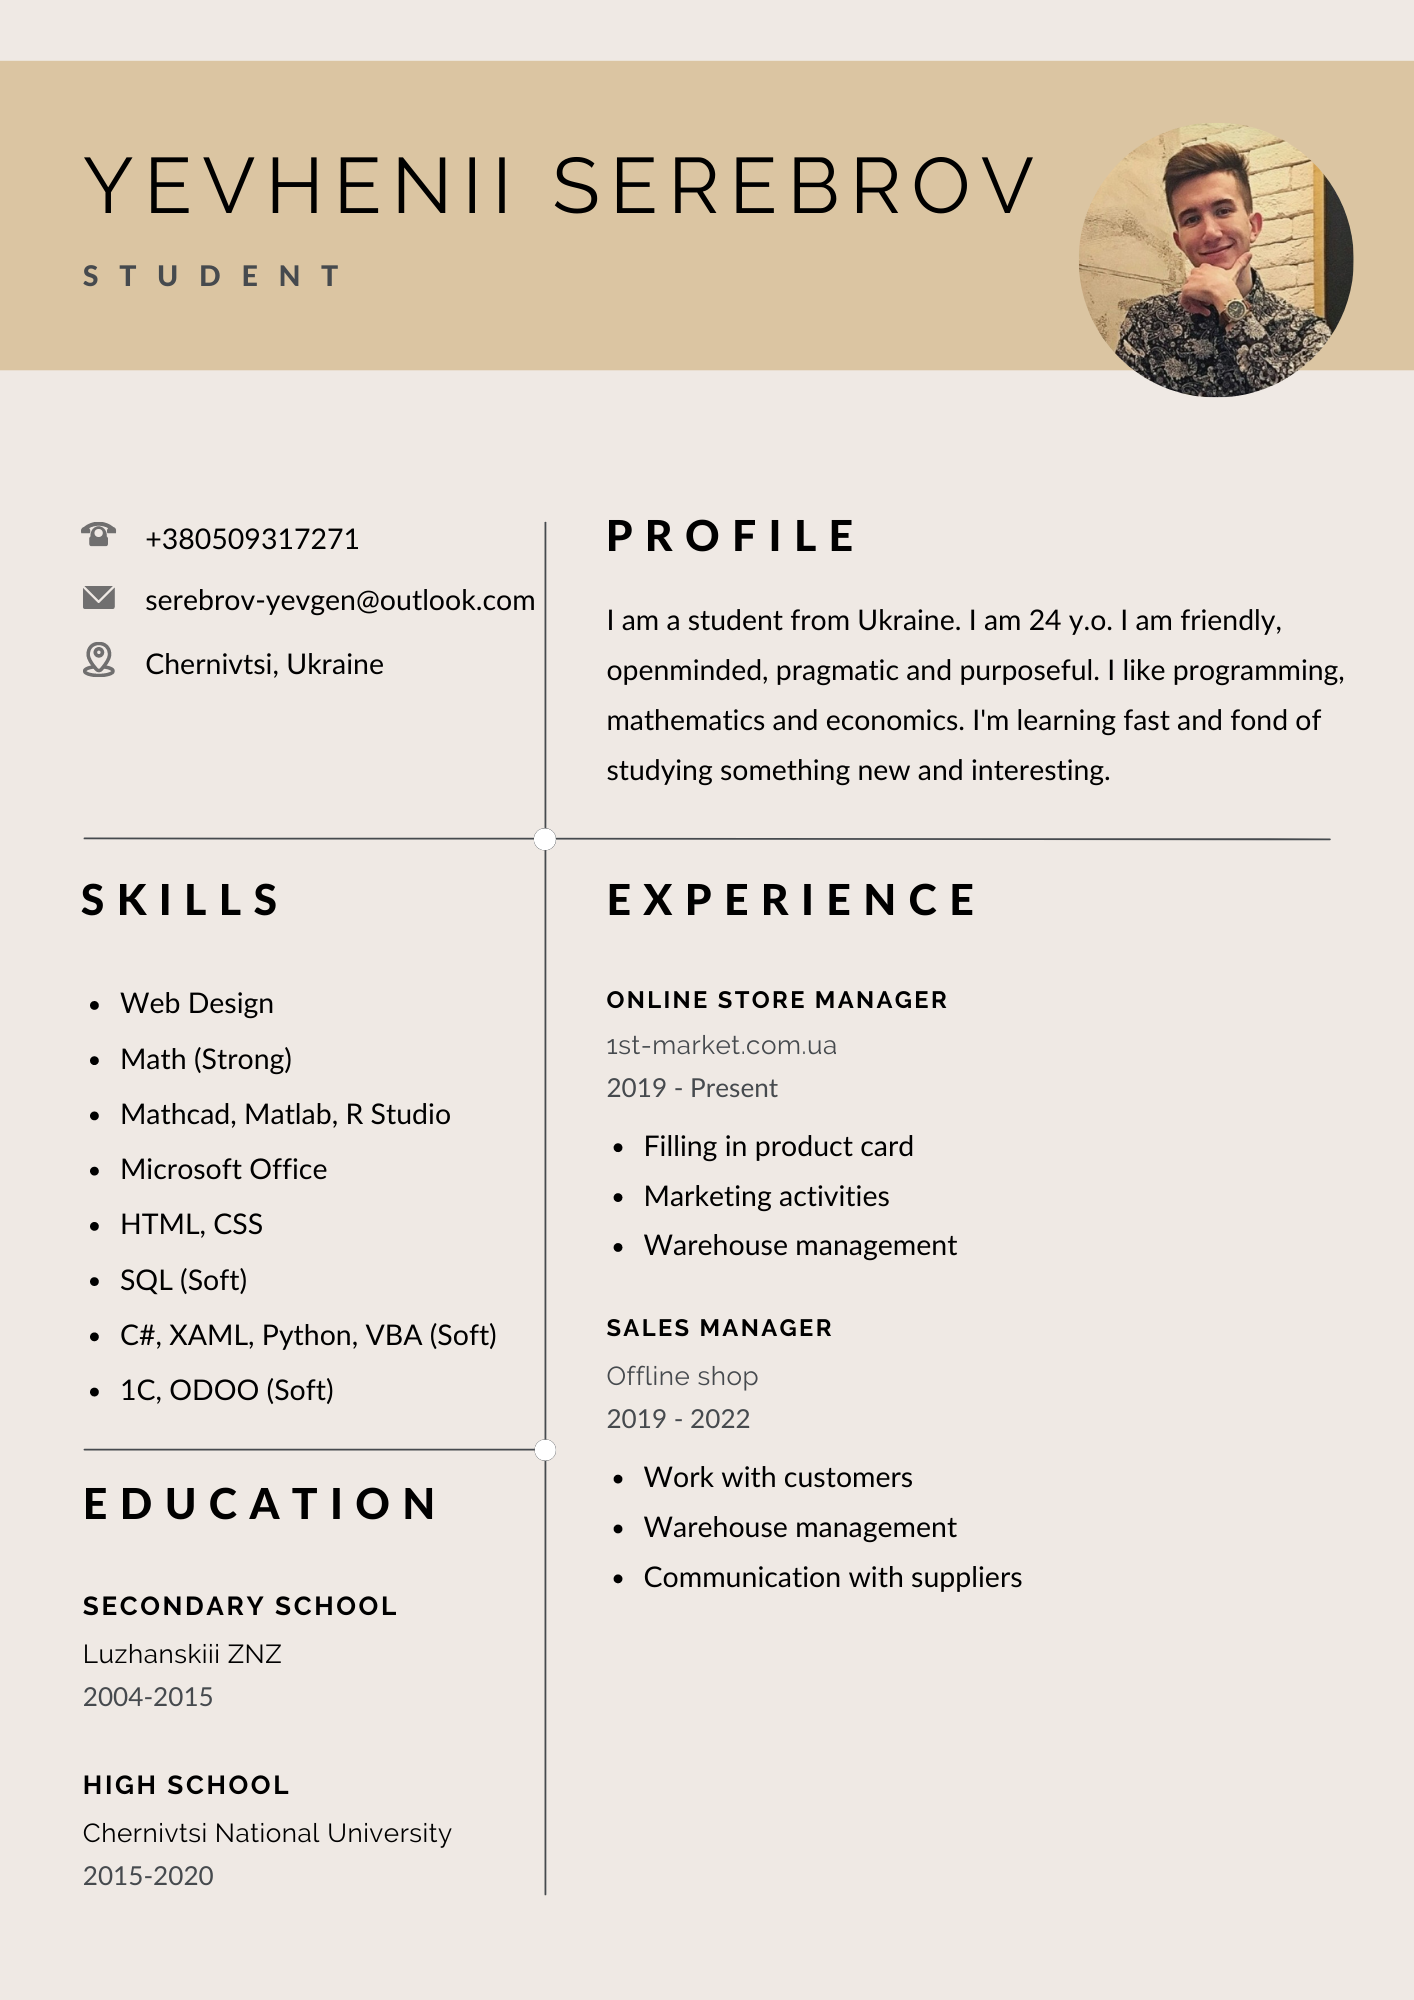 YEVHENII SEREBROV
STUDENT
+380509317271
serebrov-yevgen@outlook.com
Chernivtsi, Ukraine
PROFILE
I am a student from Ukraine. I am 24 y.o. I am friendly,
openminded, pragmatic and purposeful. I like programming,
mathematics and economics. I'm learning fast and fond of
studying something new and interesting.
SKILLS
• Web Design
• Math (Strong)
• Mathcad, Matlab, R Studio
• Microsoft Office
• HTML, CSS
• SQL (Soft)
• C#, XAML, Python, VBA (Soft)
• 1C, ODOO (Soft)
EDUCATION
SECONDARY SCHOOL
Luzhanskiii ZNZ
2004-2015
HIGH SCHOOL
Chernivtsi National University
2015-2020
EXPERIENCE
ONLINE STORE MANAGER
1st-market.com.ua
2019 - Present
• Filling in product card
• Marketing activities
• Warehouse management
SALES MANAGER
Offline shop
2019 - 2022
• Work with customers
• Warehouse management
• Communication with suppliers